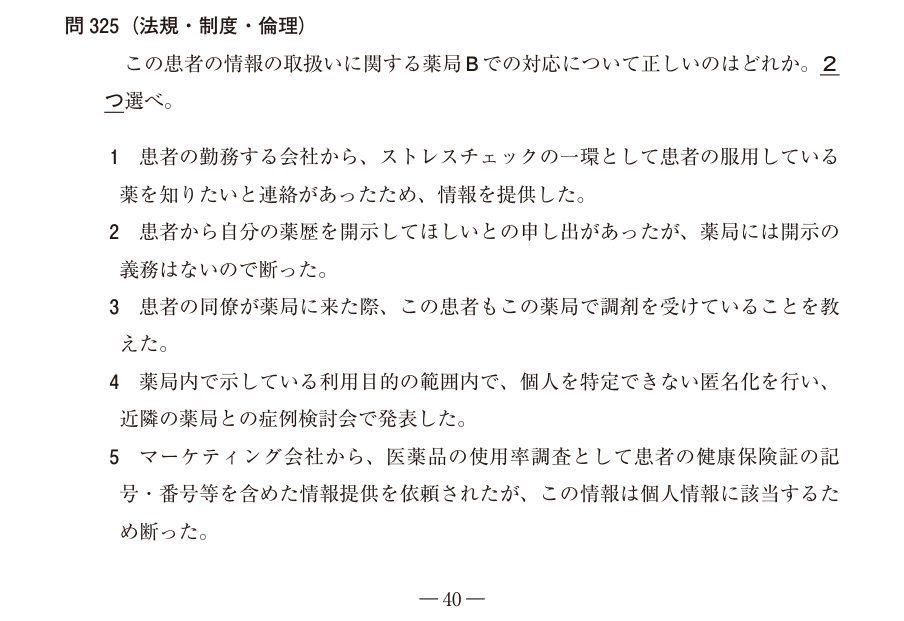 問 325（法規・制度・倫理）
この患者の情報の取扱いに関する薬局Bでの対応について正しいのはどれか。2
つ選べ。
1　患者の勤務する会社から、ストレスチェックの一環として患者の服用している
薬を知りたいと連絡があったため、情報を提供した。
2　患者から自分の薬歴を開示してほしいとの申し出があったが、薬局には開示の
義務はないので断った。
3　患者の同僚が薬局に来た際、この患者もこの薬局で調剤を受けていることを教
えた。
4　薬局内で示している利用目的の範囲内で、個人を特定できない匿名化を行い、
近隣の薬局との症例検討会で発表した。
5　マーケティング会社から、医薬品の使用率調査として患者の健康保険証の記
号・番号等を含めた情報提供を依頼されたが、この情報は個人情報に該当するた
め断った。
― 40 ―